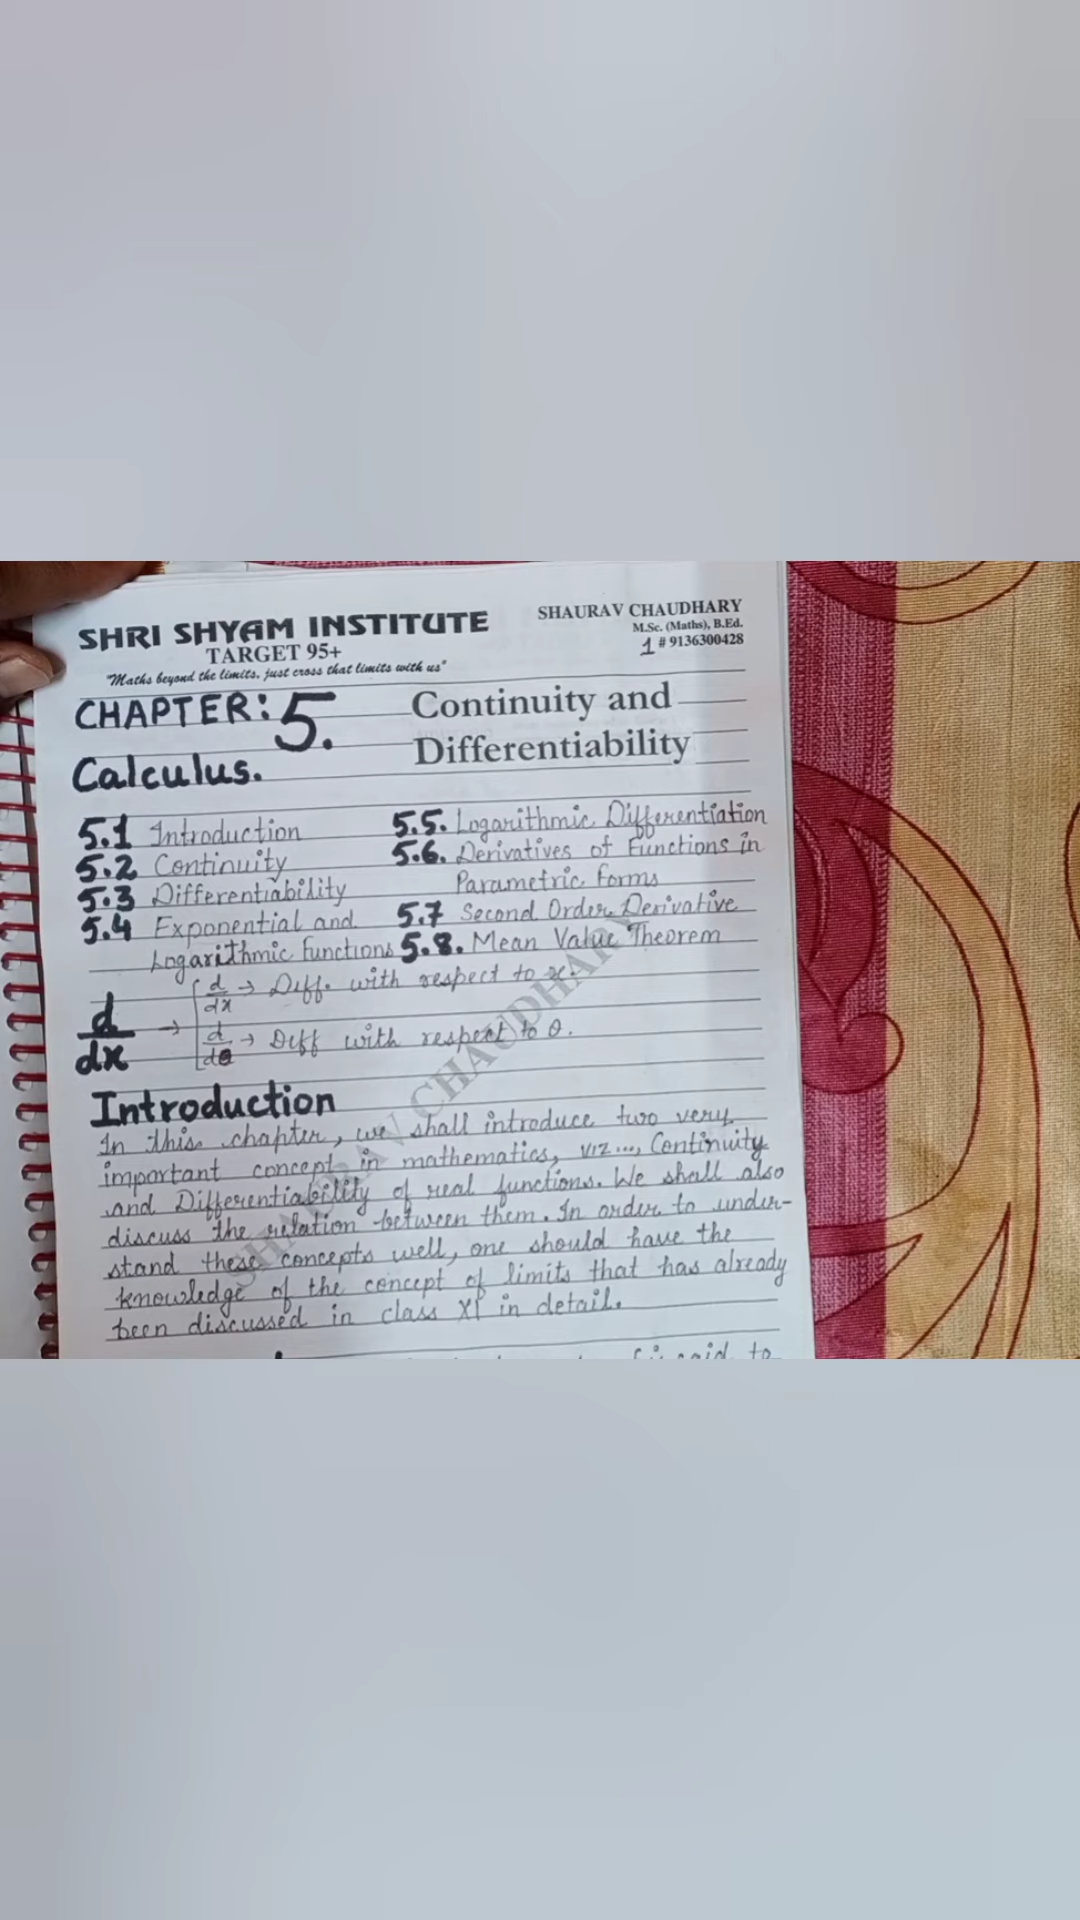 SHRI SHYAM INSTITUTE
TARGET 95+
"Maths beyond the limits, just cross that limits with us"
SHAURAV CHAUDHARY
M.Sc. (Maths), B.Ed.
1 # 9136300428
CHAPTER: 5.
Continuity and
Differentiability
Calculus.
5.1 Introduction
5.2 Continuity
5.3 Differentiability
5.4 Exponential and
Logarithmic functions
5.5. Logarithmic Differentiation
5.6. Derivatives of Functions in
Parametric forms
5.7 Second Order Derivative
5.8. Mean Value Theorem
d/dx → d/dx → Diff. with respect to x.
d/dθ → Diff with respect to θ.
Introduction
In this chapter, we shall introduce two very
important concept in mathematics, viz..., Continuity
and Differentiability of real functions. We shall also
discuss the relation between them. In order to under-
stand these concepts well, one should have the
knowledge of the concept of limits that has already
been discussed in class XI in detail.
said to
SHAURAV CHAUDHARY